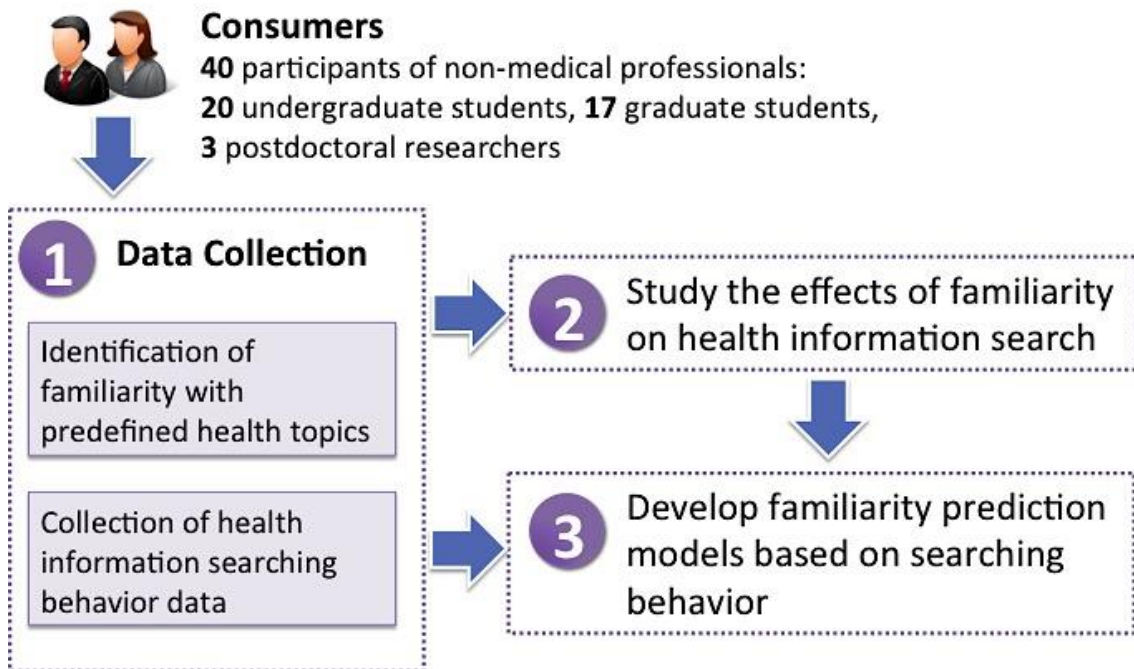 Consumers
40 participants of non-medical professionals:
20 undergraduate students, 17 graduate students,
3 postdoctoral researchers
1 Data Collection
Identification of
familiarity with
predefined health topics
Collection of health
information searching
behavior data
2 Study the effects of familiarity
on health information search
3 Develop familiarity prediction
models based on searching
behavior